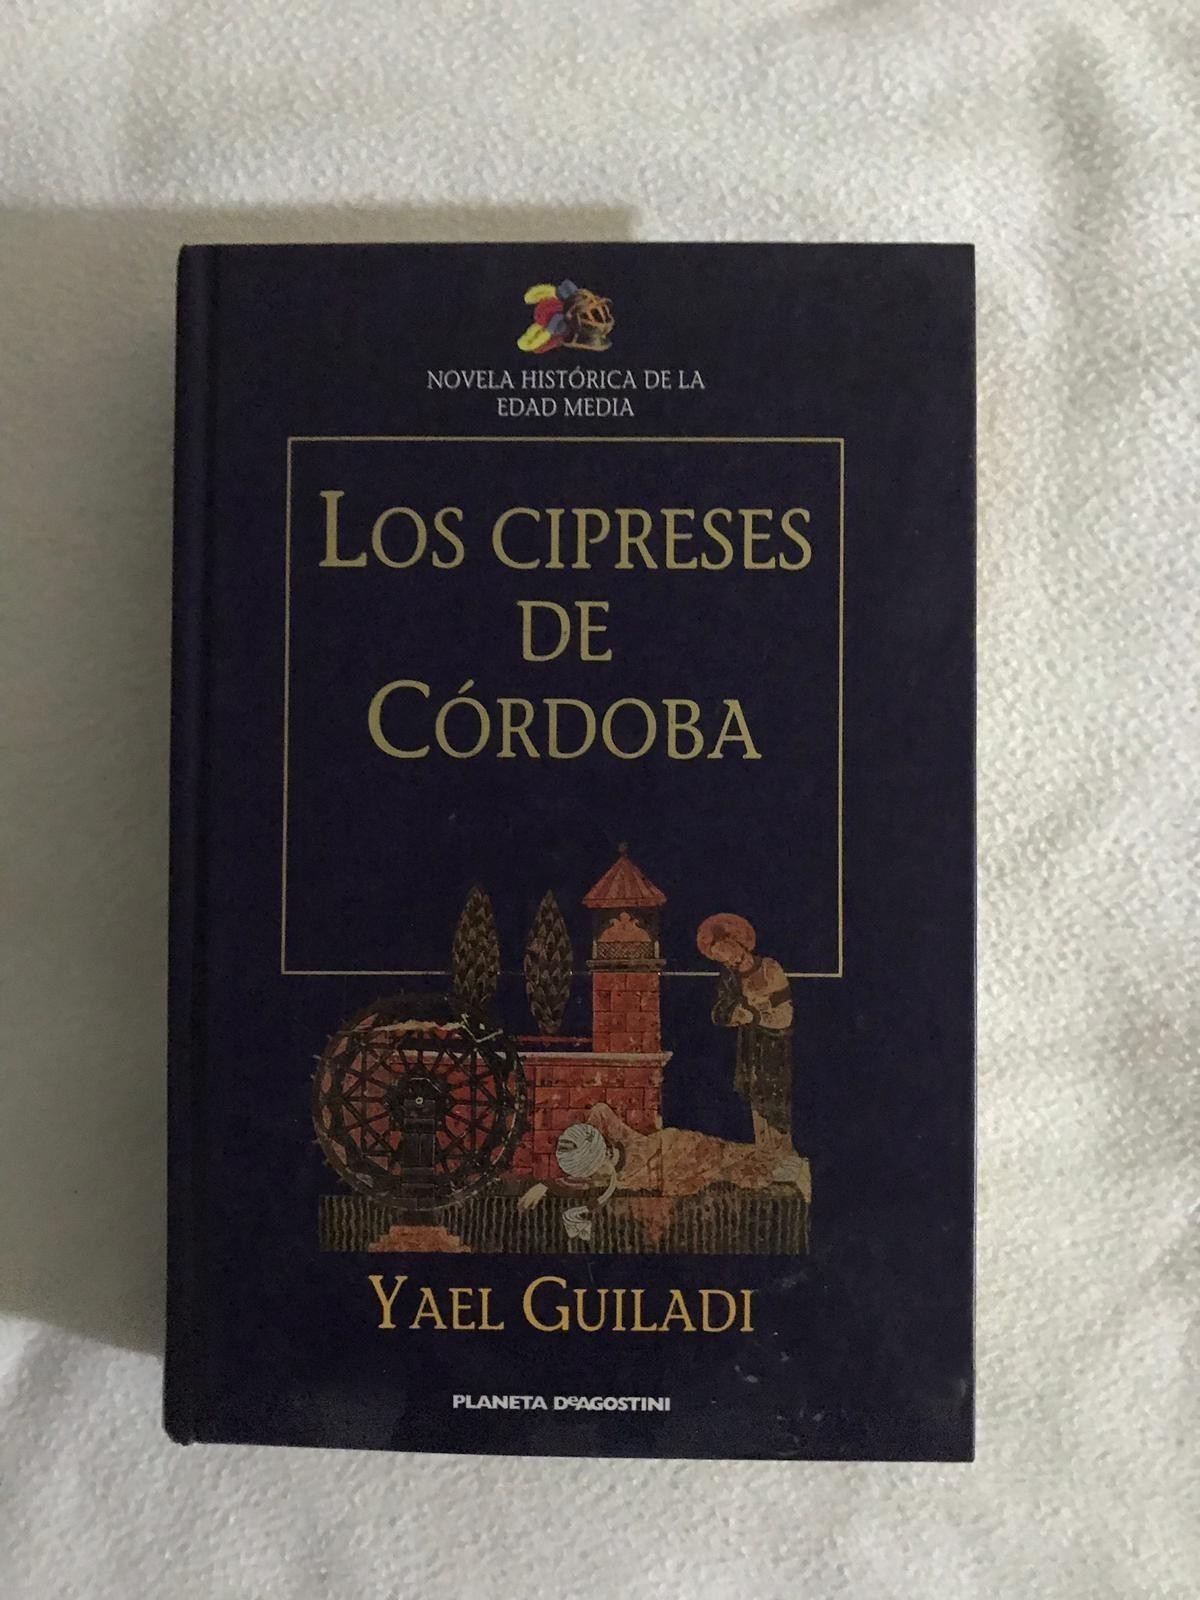 NOVELA HISTÓRICA DE LA
EDAD MEDIA
LOS CIPRESES
DE
CÓRDOBA
YAEL GUILADI
PLANETA DeAGOSTINI